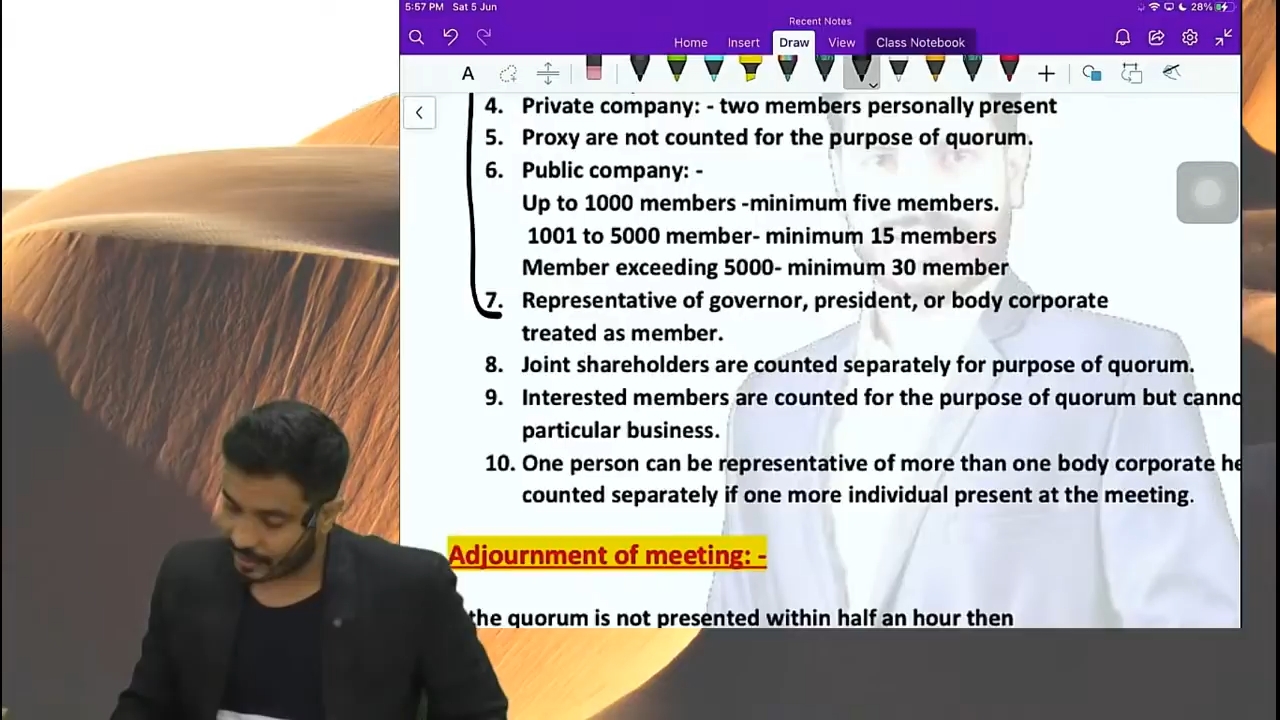 5:57 PM Sat 5 Jun
28%
Recent Notes
Home Insert Draw View Class Notebook
A
4. Private company: - two members personally present
5. Proxy are not counted for the purpose of quorum.
6. Public company: -
Up to 1000 members -minimum five members.
1001 to 5000 member- minimum 15 members
Member exceeding 5000- minimum 30 member
7. Representative of governor, president, or body corporate
treated as member.
8. Joint shareholders are counted separately for purpose of quorum.
9. Interested members are counted for the purpose of quorum but canno
particular business.
10. One person can be representative of more than one body corporate he
counted separately if one more individual present at the meeting.
Adjournment of meeting: -
the quorum is not presented within half an hour then